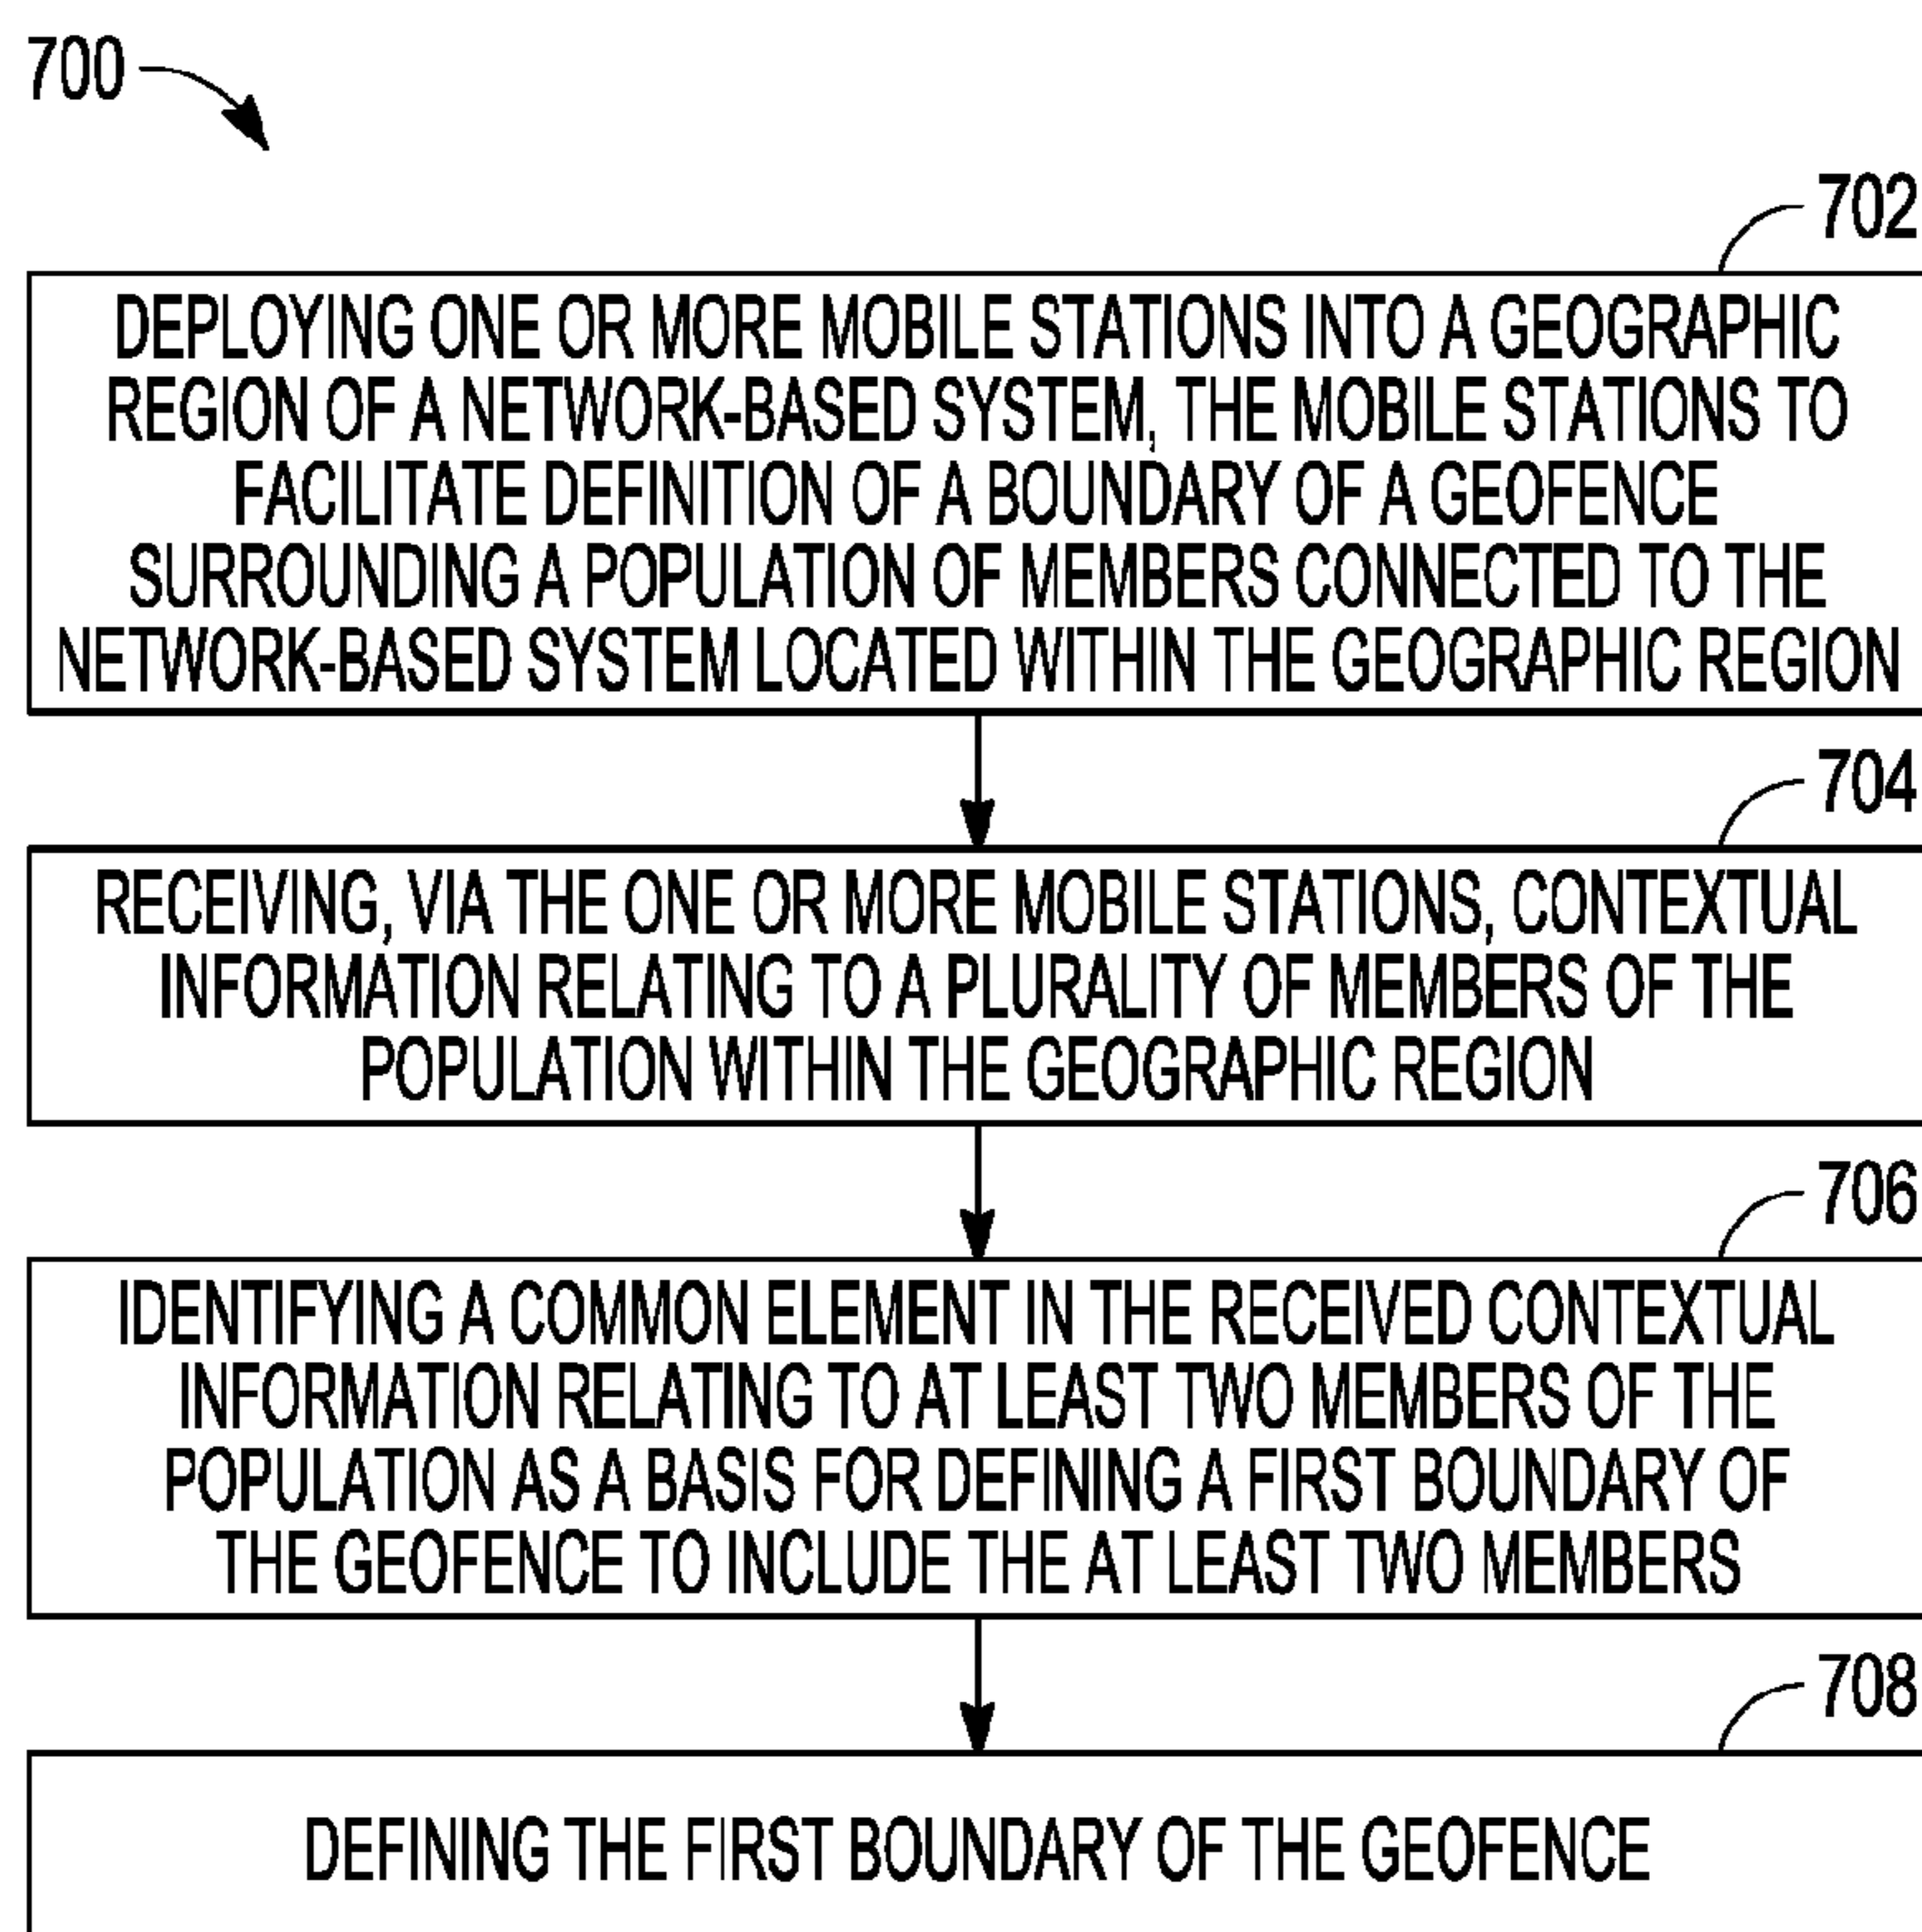 700
702
DEPLOYING ONE OR MORE MOBILE STATIONS INTO A GEOGRAPHIC
REGION OF A NETWORK-BASED SYSTEM, THE MOBILE STATIONS TO
FACILITATE DEFINITION OF A BOUNDARY OF A GEOFENCE
SURROUNDING A POPULATION OF MEMBERS CONNECTED TO THE
NETWORK-BASED SYSTEM LOCATED WITHIN THE GEOGRAPHIC REGION
704
RECEIVING, VIA THE ONE OR MORE MOBILE STATIONS, CONTEXTUAL
INFORMATION RELATING TO A PLURALITY OF MEMBERS OF THE
POPULATION WITHIN THE GEOGRAPHIC REGION
706
IDENTIFYING A COMMON ELEMENT IN THE RECEIVED CONTEXTUAL
INFORMATION RELATING TO AT LEAST TWO MEMBERS OF THE
POPULATION AS A BASIS FOR DEFINING A FIRST BOUNDARY OF
THE GEOFENCE TO INCLUDE THE AT LEAST TWO MEMBERS
708
DEFINING THE FIRST BOUNDARY OF THE GEOFENCE